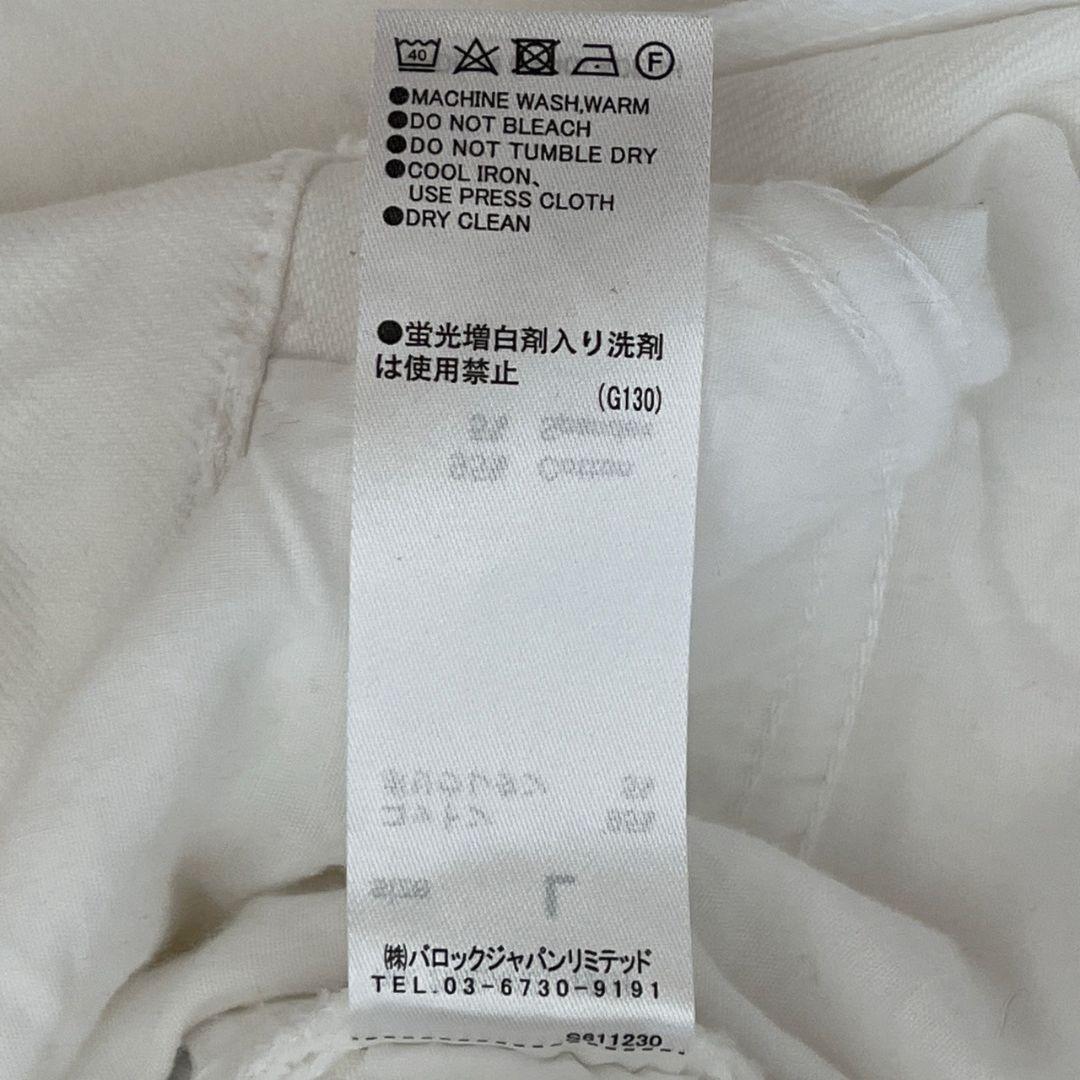 40
F
●MACHINE WASH,WARM
●DO NOT BLEACH
●DO NOT TUMBLE DRY
●COOL IRON、
USE PRESS CLOTH
●DRY CLEAN
●蛍光増白剤入り洗剤
は使用禁止
(G130)
Cotton
L
㈱バロックジャパンリミテッド
TEL.03-6730-9191